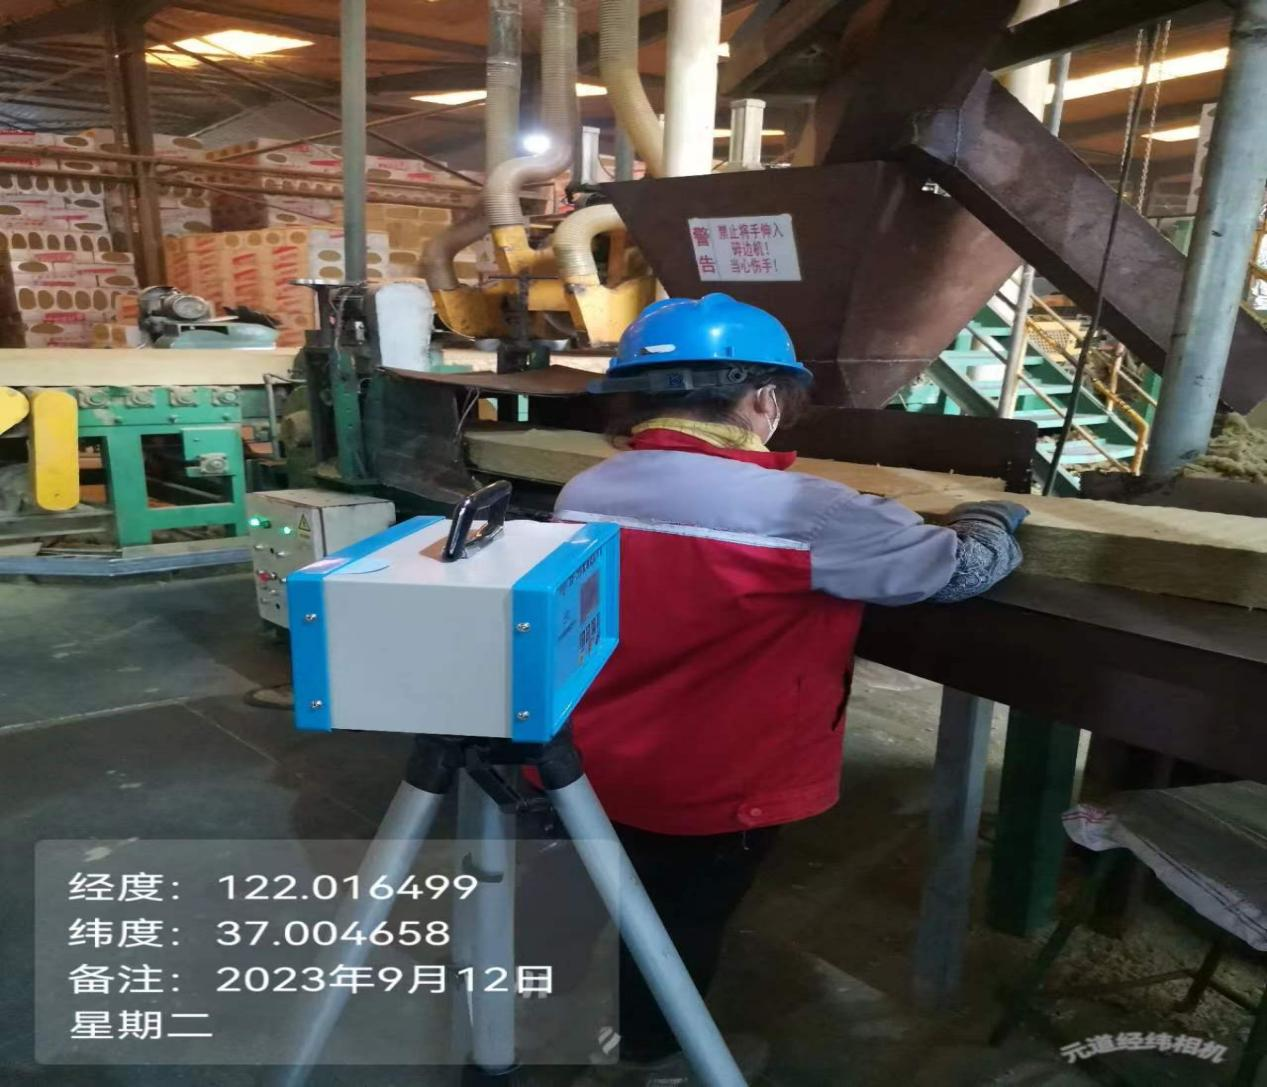 警告
禁止将手伸入
碎边机！
当心伤手！
经度： 122.016499
纬度： 37.004658
备注： 2023年9月12日
星期二
元道经纬相机